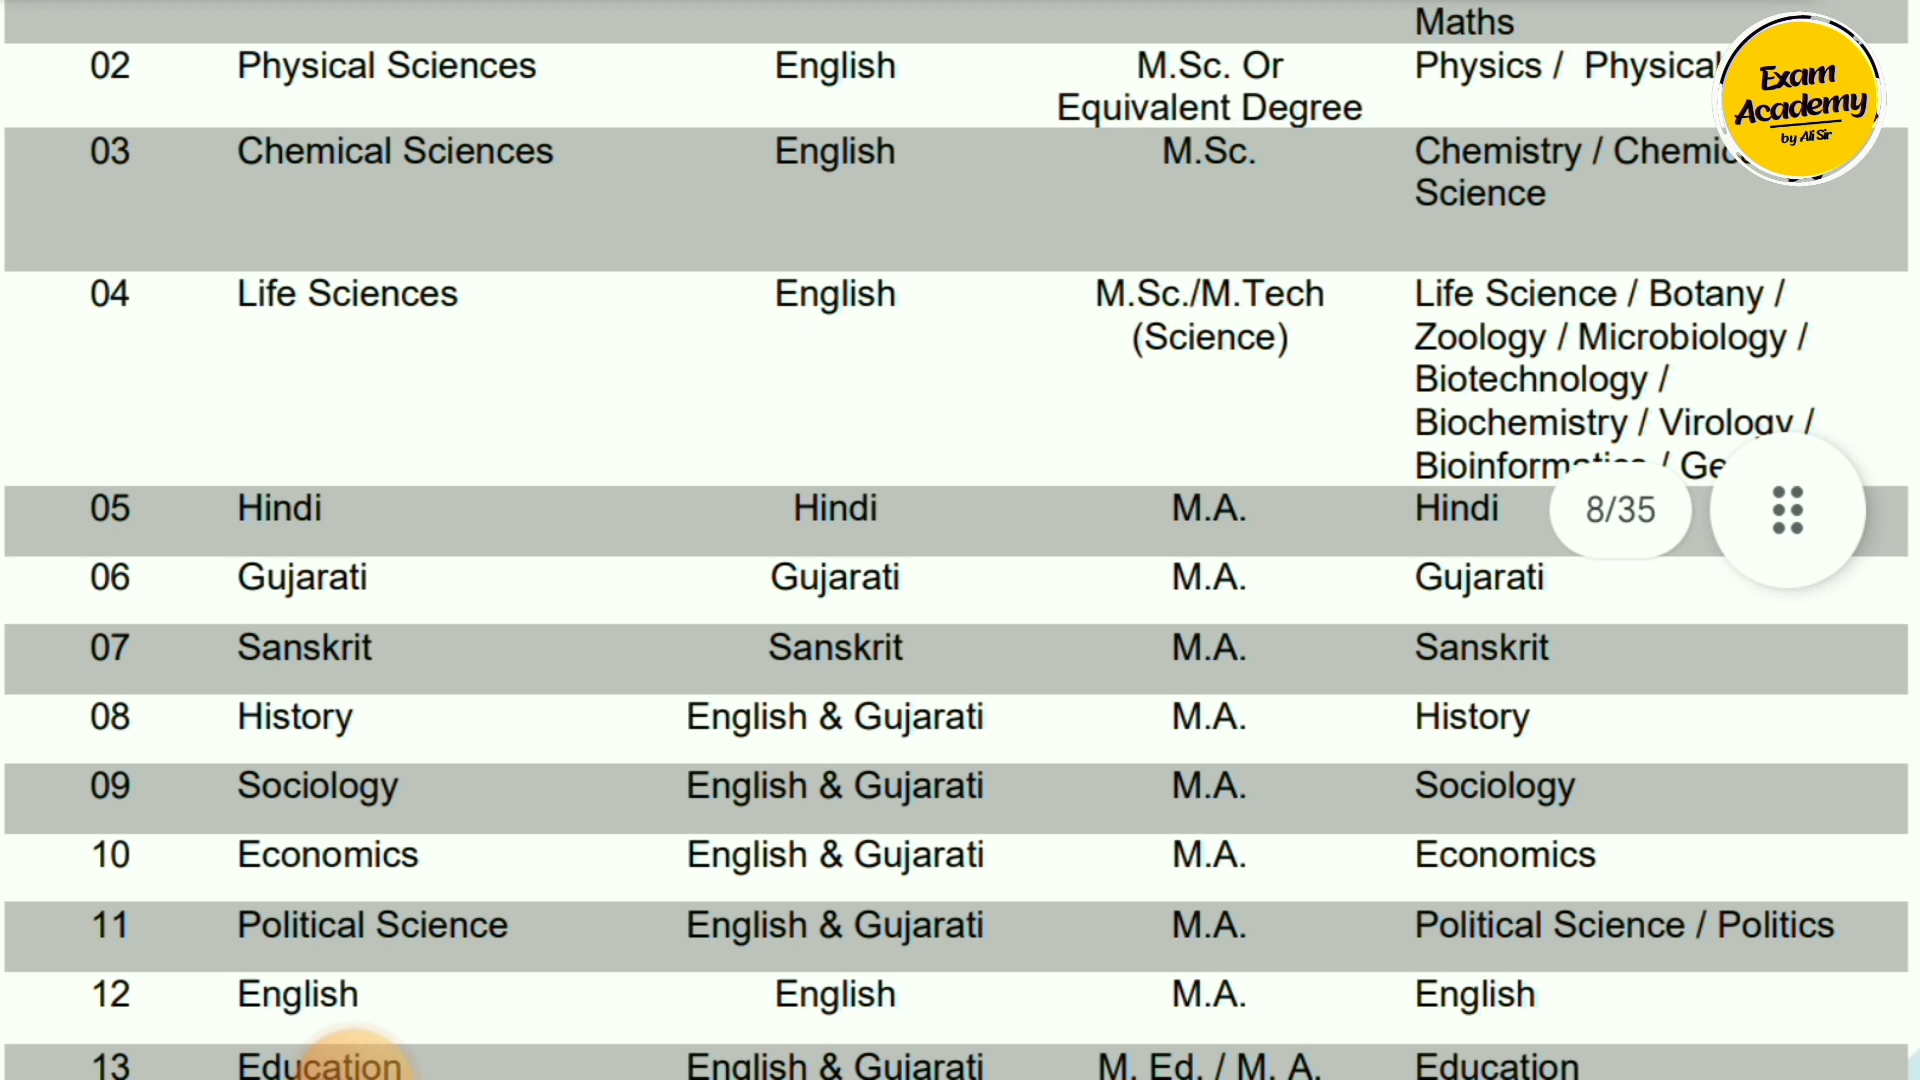 Maths
02 Physical Sciences English M.Sc. Or Physics / Physical
Equivalent Degree
03 Chemical Sciences English M.Sc. Chemistry /
Science
04 Life Sciences English M.Sc./M.Tech Life Science / Botany /
(Science) Zoology / Microbiology /
Biotechnology /
Biochemistry / Virology /
/
05 Hindi Hindi M.A. Hindi
06 Gujarati Gujarati M.A. Gujarati
07 Sanskrit Sanskrit M.A. Sanskrit
08 History English & Gujarati M.A. History
09 Sociology English & Gujarati M.A. Sociology
10 Economics English & Gujarati M.A. Economics
11 Political Science English & Gujarati M.A. Political Science / Politics
12 English English M.A. English
13 Education English & Gujarati M. Ed. / M. A. Education
8/35
Exam
Academy
by Ali Sir